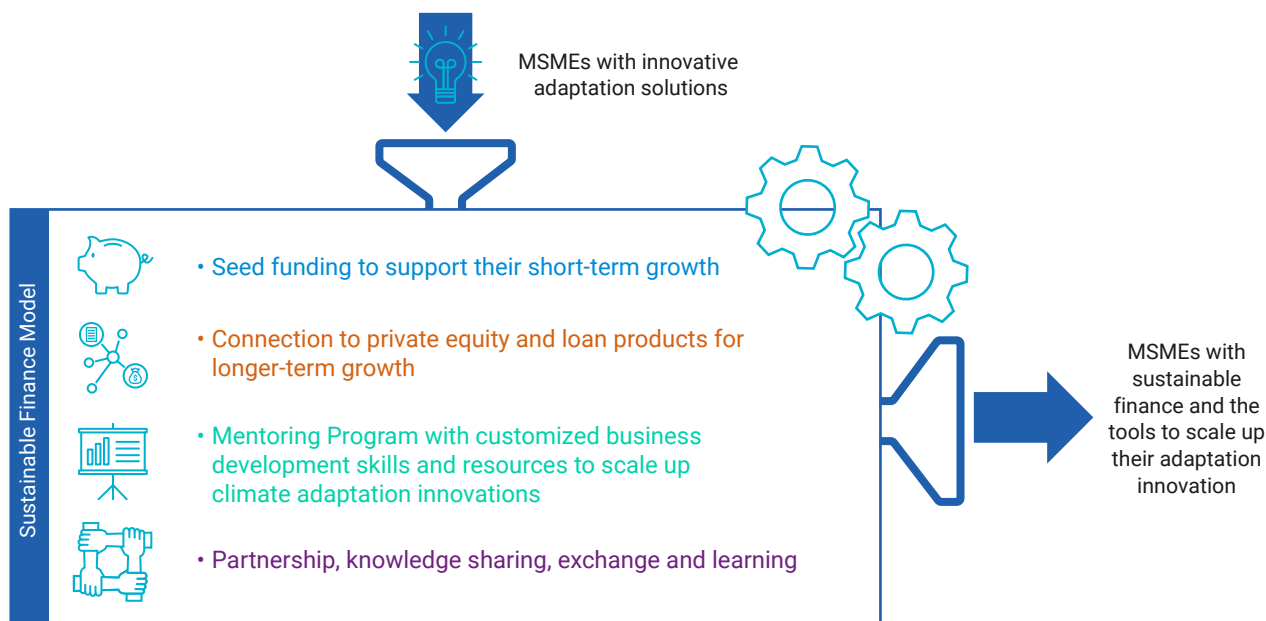 MSMEs with innovative
adaptation solutions
Sustainable Finance Model
• Seed funding to support their short-term growth
• Connection to private equity and loan products for
longer-term growth
• Mentoring Program with customized business
development skills and resources to scale up
climate adaptation innovations
• Partnership, knowledge sharing, exchange and learning
MSMEs with
sustainable
finance and the
tools to scale up
their adaptation
innovation